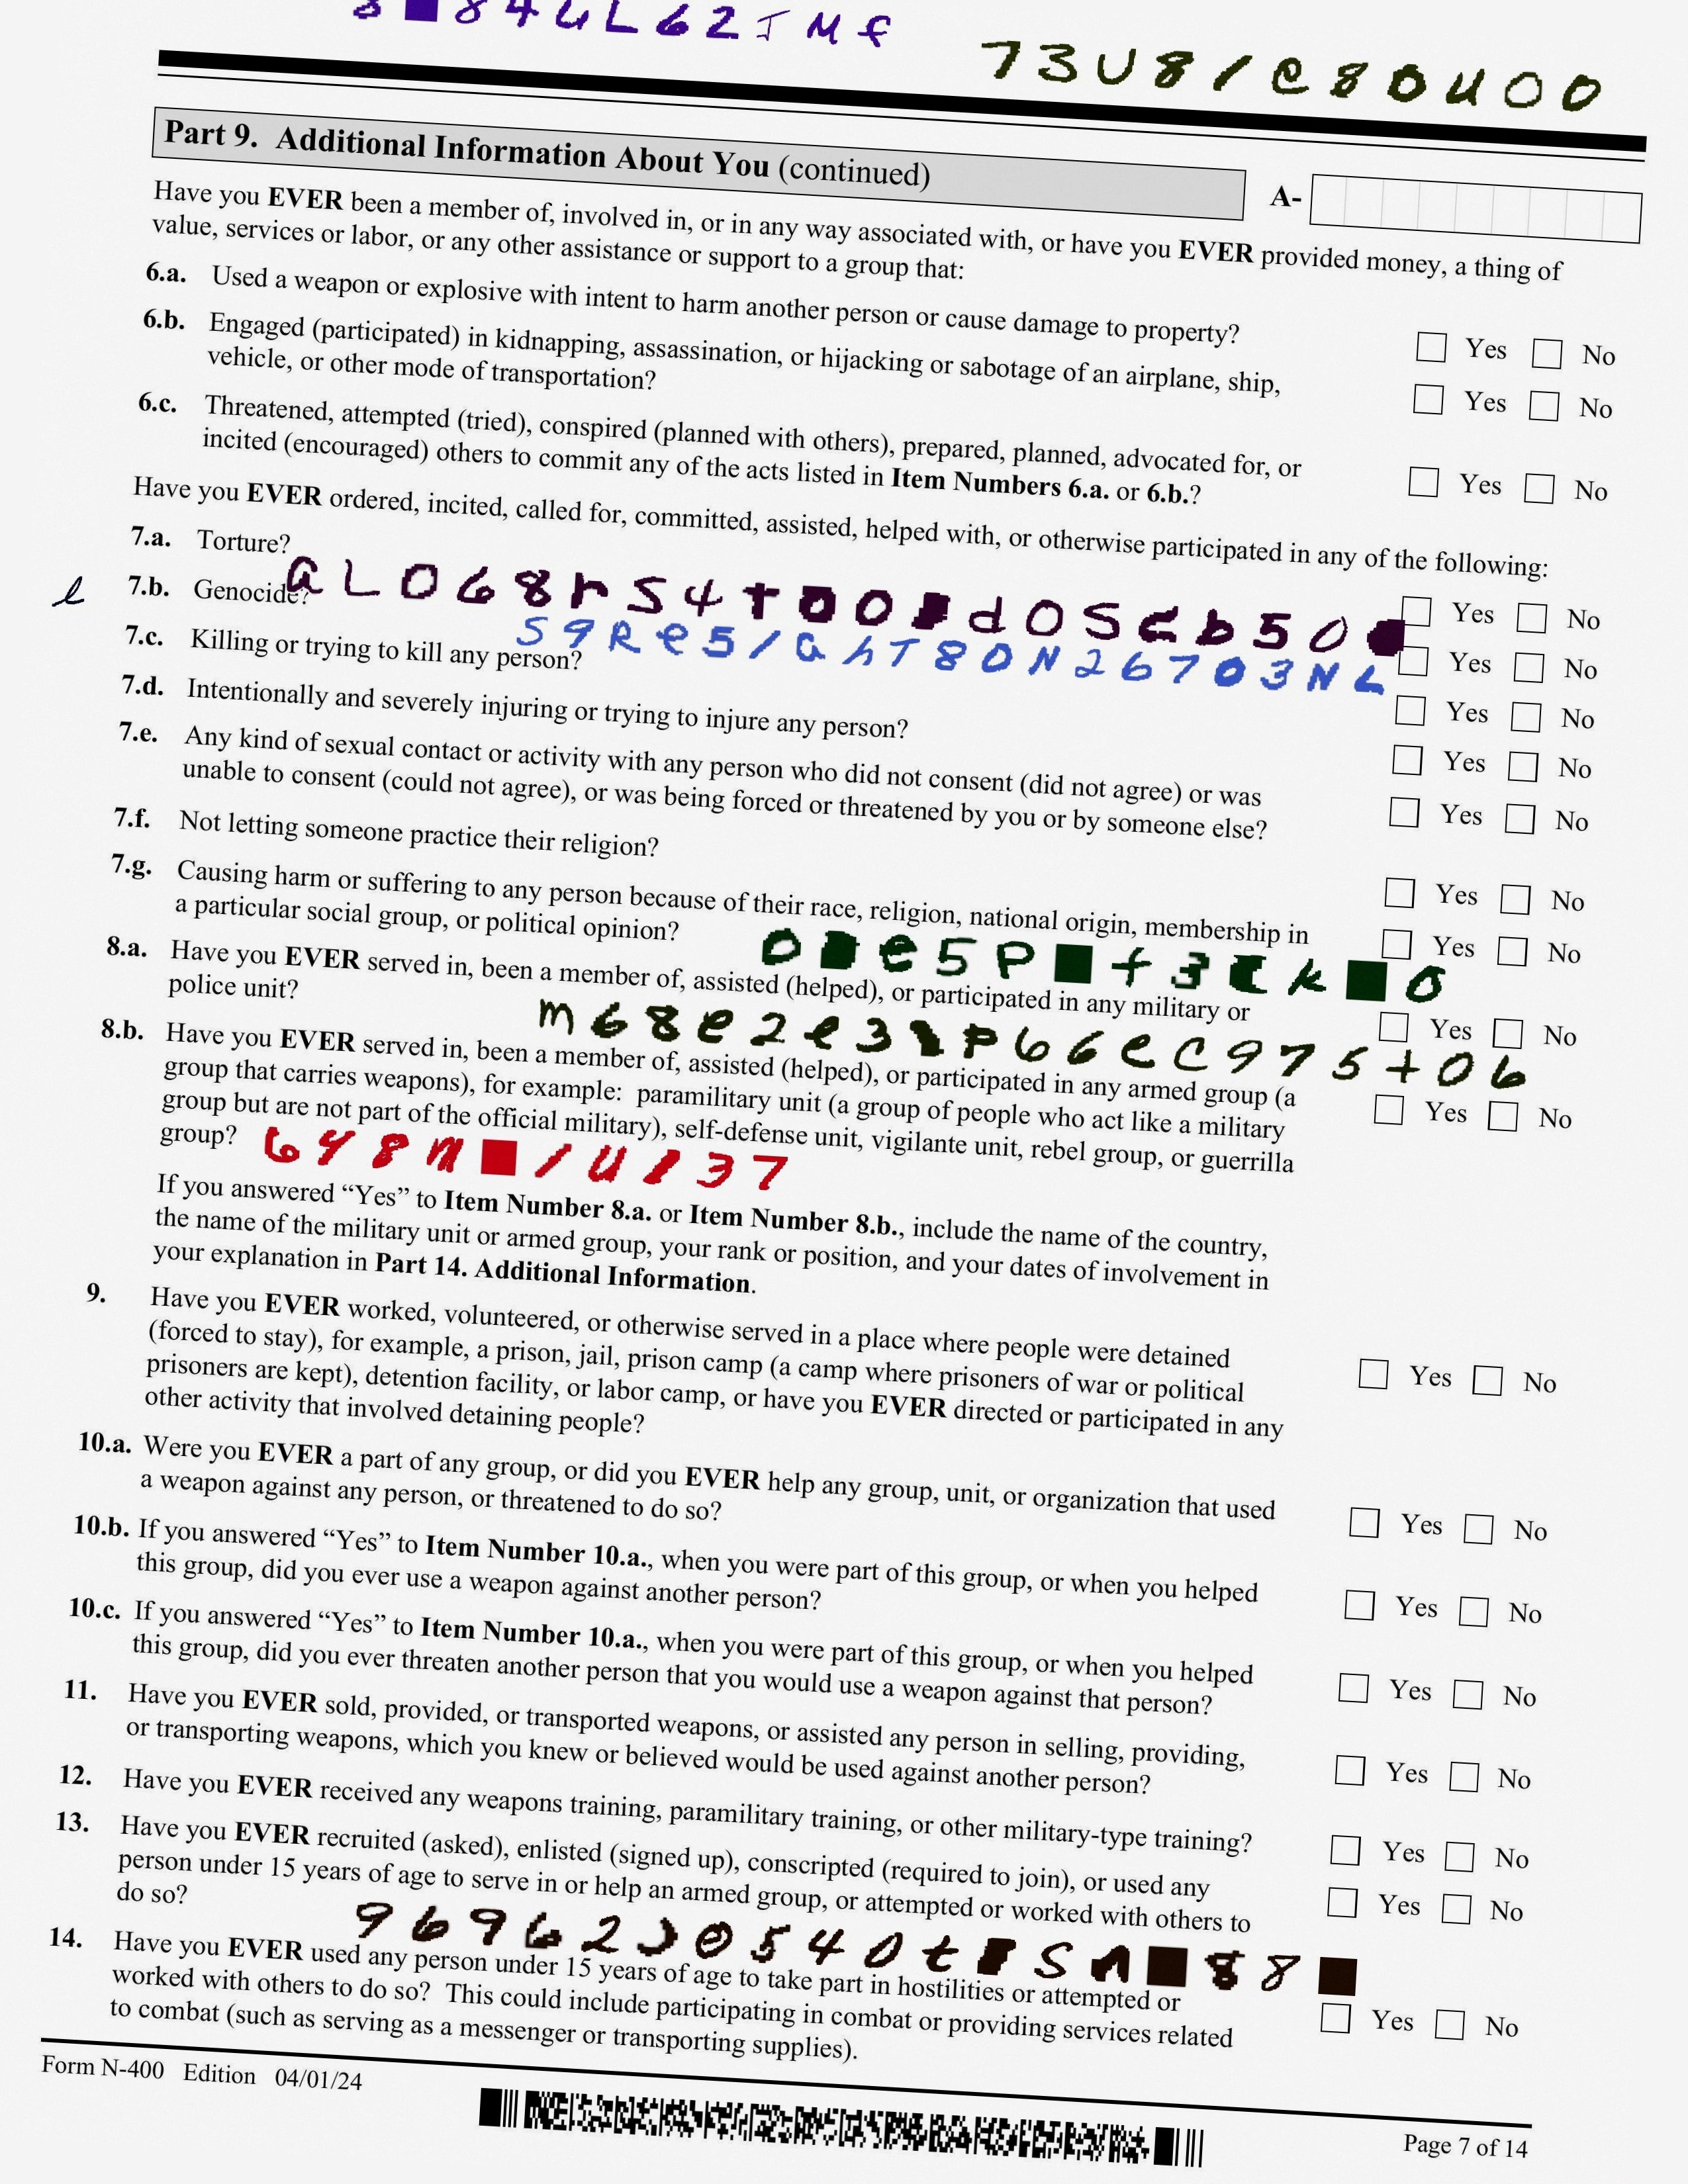 73U8/e80U00
Part 9. Additional Information About You (continued)
A-
Have you EVER been a member of, involved in, or in any way associated with, or have you EVER provided money, a thing of
value, services or labor, or any other assistance or support to a group that:
6.a. Used a weapon or explosive with intent to harm another person or cause damage to property? Yes No
6.b. Engaged (participated) in kidnapping, assassination, or hijacking or sabotage of an airplane, ship,
vehicle, or other mode of transportation? Yes No
6.c. Threatened, attempted (tried), conspired (planned with others), prepared, planned, advocated for, or
incited (encouraged) others to commit any of the acts listed in Item Numbers 6.a. or 6.b.? Yes No
Have you EVER ordered, incited, called for, committed, assisted, helped with, or otherwise participated in any of the following:
7.a. Torture? Yes No
l
7.b. Genocide? Yes No
S9Re5/ahT80N26703NL
7.c. Killing or trying to kill any person? Yes No
7.d. Intentionally and severely injuring or trying to injure any person? Yes No
7.e. Any kind of sexual contact or activity with any person who did not consent (did not agree) or was
unable to consent (could not agree), or was being forced or threatened by you or by someone else? Yes No
7.f. Not letting someone practice their religion? Yes No
7.g. Causing harm or suffering to any person because of their race, religion, national origin, membership in
a particular social group, or political opinion? Yes No
8.a. Have you EVER served in, been a member of, assisted (helped), or participated in any military or
police unit? Yes No
8.b. Have you EVER served in, been a member of, assisted (helped), or participated in any armed group (a
group that carries weapons), for example: paramilitary unit (a group of people who act like a military
group but are not part of the official military), self-defense unit, vigilante unit, rebel group, or guerrilla
group? Yes No
If you answered “Yes” to Item Number 8.a. or Item Number 8.b., include the name of the country,
the name of the military unit or armed group, your rank or position, and your dates of involvement in
your explanation in Part 14. Additional Information.
9. Have you EVER worked, volunteered, or otherwise served in a place where people were detained
(forced to stay), for example, a prison, jail, prison camp (a camp where prisoners of war or political
prisoners are kept), detention facility, or labor camp, or have you EVER directed or participated in any
other activity that involved detaining people? Yes No
10.a. Were you EVER a part of any group, or did you EVER help any group, unit, or organization that used
a weapon against any person, or threatened to do so? Yes No
10.b. If you answered “Yes” to Item Number 10.a., when you were part of this group, or when you helped
this group, did you ever use a weapon against another person? Yes No
10.c. If you answered “Yes” to Item Number 10.a., when you were part of this group, or when you helped
this group, did you ever threaten another person that you would use a weapon against that person? Yes No
11. Have you EVER sold, provided, or transported weapons, or assisted any person in selling, providing,
or transporting weapons, which you knew or believed would be used against another person? Yes No
12. Have you EVER received any weapons training, paramilitary training, or other military-type training? Yes No
13. Have you EVER recruited (asked), enlisted (signed up), conscripted (required to join), or used any
person under 15 years of age to serve in or help an armed group, or attempted or worked with others to
do so? Yes No
14. Have you EVER used any person under 15 years of age to take part in hostilities or attempted or
worked with others to do so? This could include participating in combat or providing services related
to combat (such as serving as a messenger or transporting supplies). Yes No
Form N-400 Edition 04/01/24
Page 7 of 14